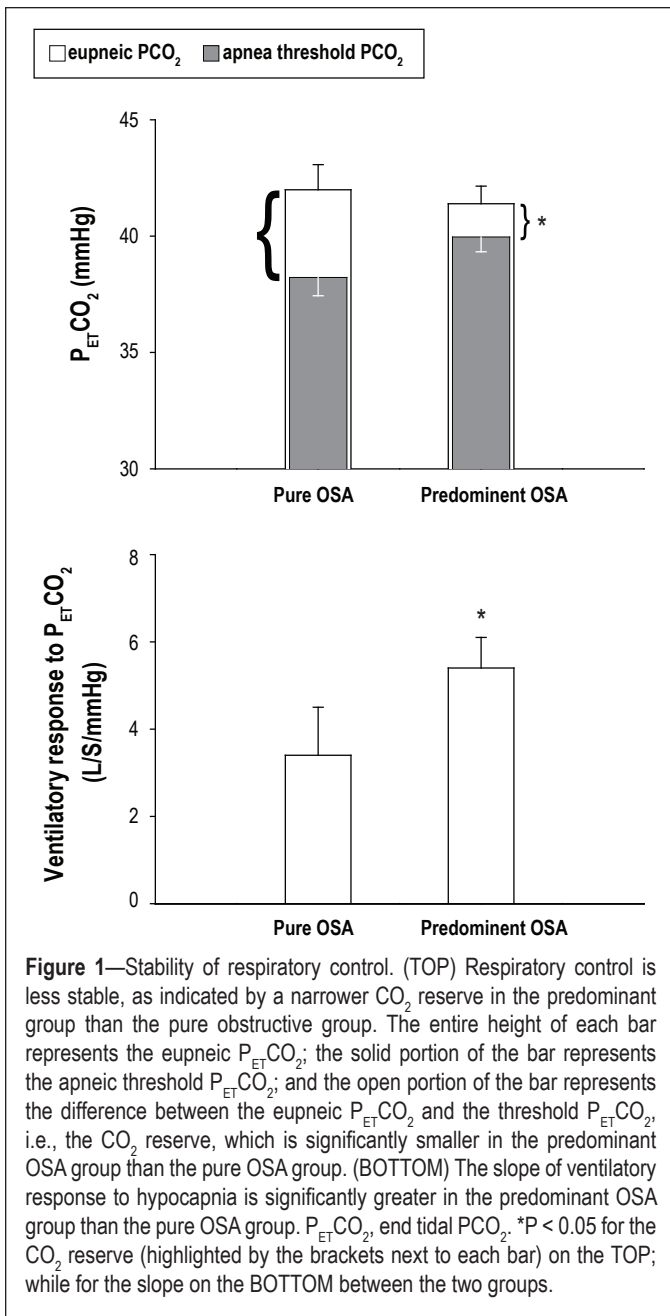 eupneic PCO₂ apnea threshold PCO₂
45
40
35
30
P_ETCO₂ (mmHg)
{
} *
Pure OSA Predominent OSA
8
6
4
2
0
Ventilatory response to P_ETCO₂
(L/S/mmHg)
*
Pure OSA Predominent OSA
Figure 1—Stability of respiratory control. (TOP) Respiratory control is
less stable, as indicated by a narrower CO₂ reserve in the predominant
group than the pure obstructive group. The entire height of each bar
represents the eupneic P_ETCO₂; the solid portion of the bar represents
the apneic threshold P_ETCO₂; and the open portion of the bar represents
the difference between the eupneic P_ETCO₂ and the threshold P_ETCO₂,
i.e., the CO₂ reserve, which is significantly smaller in the predominant
OSA group than the pure OSA group. (BOTTOM) The slope of ventilatory
response to hypocapnia is significantly greater in the predominant OSA
group than the pure OSA group. P_ETCO₂, end tidal PCO₂. *P < 0.05 for the
CO₂ reserve (highlighted by the brackets next to each bar) on the TOP;
while for the slope on the BOTTOM between the two groups.